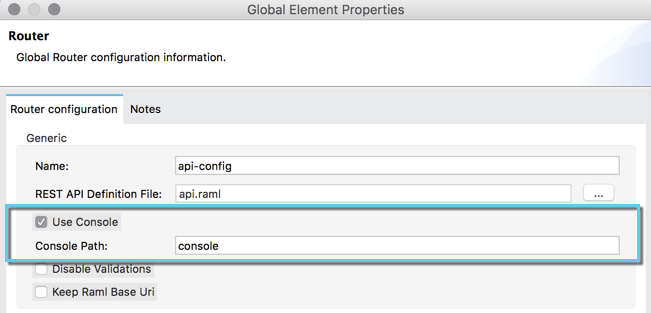 Global Element Properties
Router
Global Router configuration information.
Router configuration Notes
Generic
Name: api-config
REST API Definition File: api.raml ...
Use Console
Console Path: console
Disable Validations
Keep Raml Base Uri